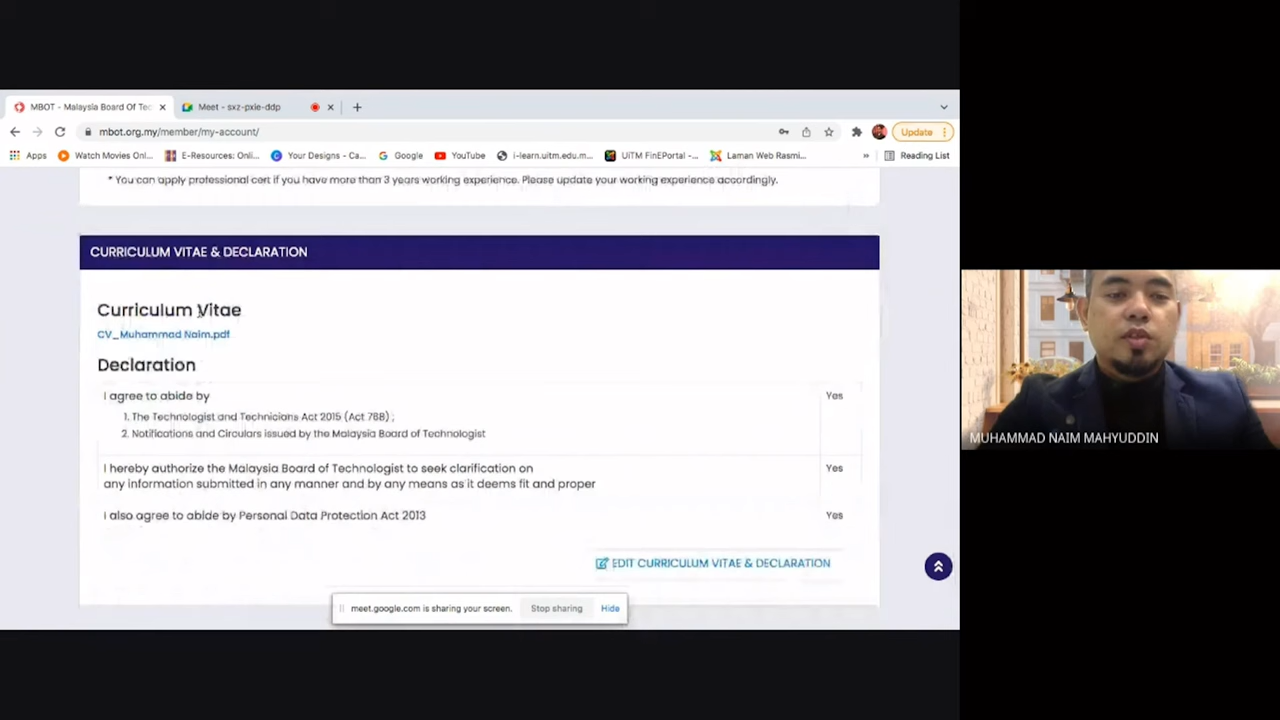 MBOT - Malaysia Board Of Tec
Meet - sxz-pxie-ddp
mbot.org.my/member/my-account/
Update
Apps
Watch Movies Onl...
E-Resources: Onli...
Your Designs - Ca...
Google
YouTube
i-learn.uitm.edu.m...
UiTM FinEPortal -...
Laman Web Rasmi...
»
Reading List
* You can apply professional cert if you have more than 3 years working experience. Please update your working experience accordingly.
CURRICULUM VITAE & DECLARATION
Curriculum Vitae
CV_Muhammad Naim.pdf
Declaration
I agree to abide by
Yes
1. The Technologist and Technicians Act 2015 (Act 768) ;
2. Notifications and Circulars issued by the Malaysia Board of Technologist
I hereby authorize the Malaysia Board of Technologist to seek clarification on
any information submitted in any manner and by any means as it deems fit and proper
Yes
I also agree to abide by Personal Data Protection Act 2013
Yes
EDIT CURRICULUM VITAE & DECLARATION
meet.google.com is sharing your screen.
Stop sharing
Hide
MUHAMMAD NAIM MAHYUDDIN